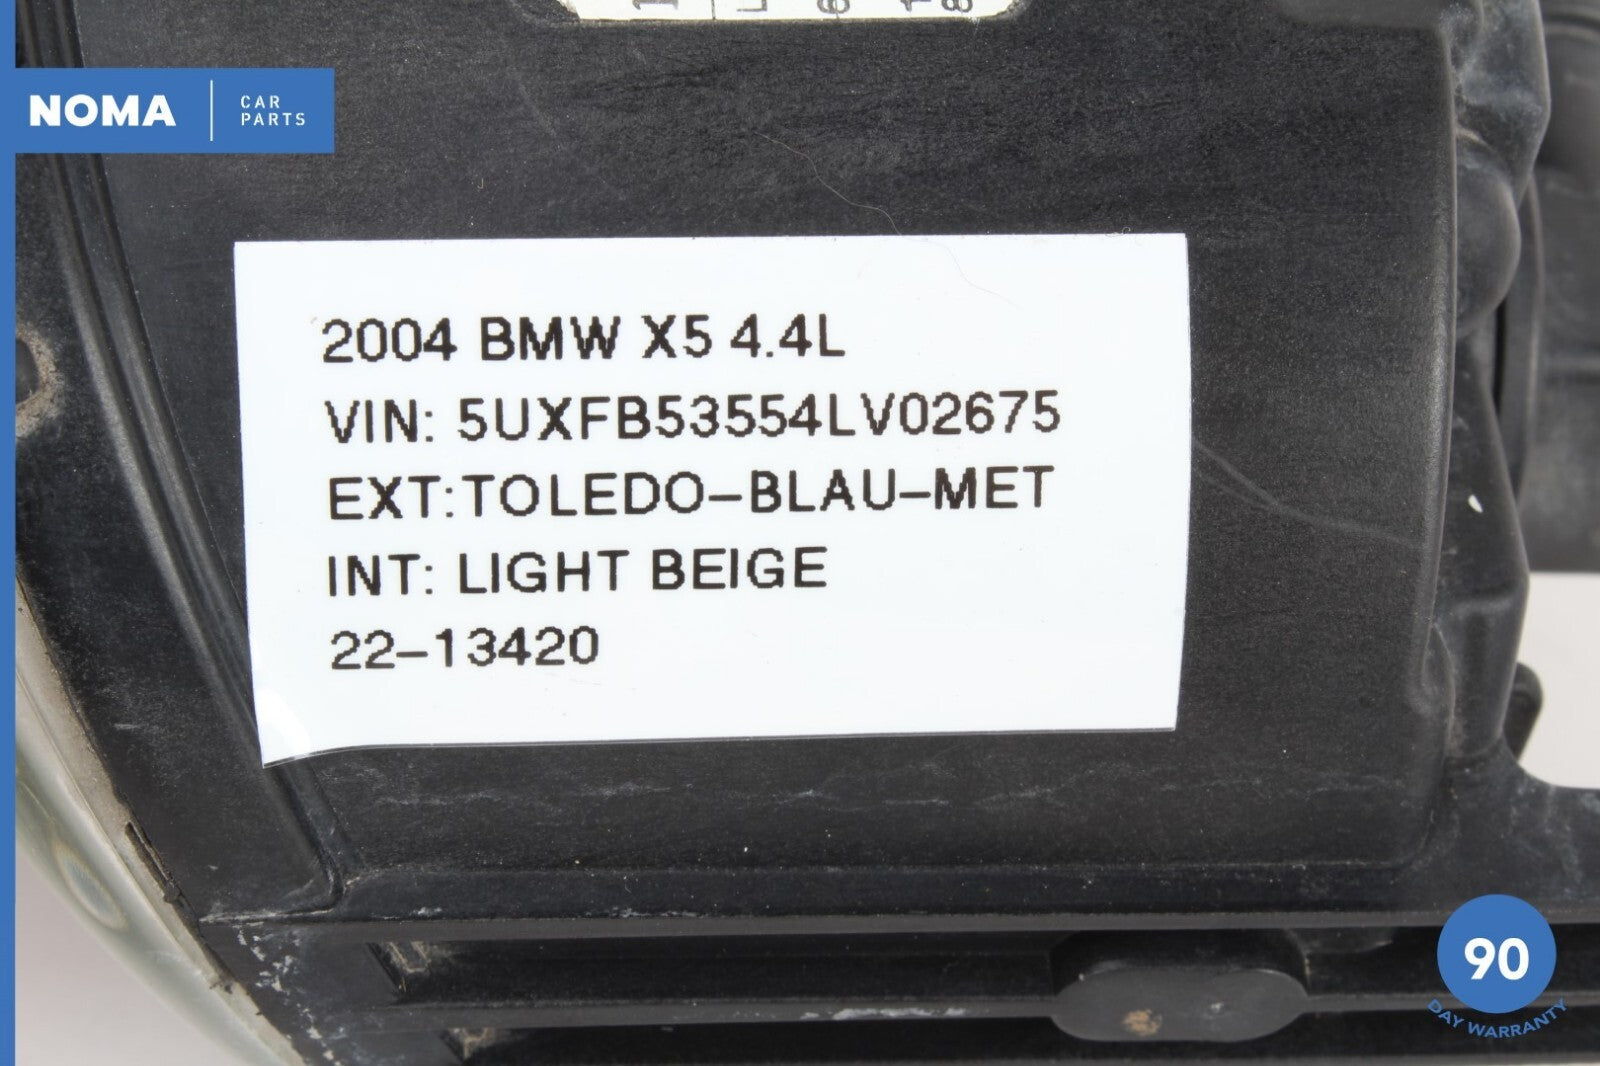 NOMA
CAR
PARTS
2004 BMW X5 4.4L
VIN: 5UXFB53554LV02675
EXT:TOLEDO-BLAU-MET
INT: LIGHT BEIGE
22-13420
90
DAY WARRANTY